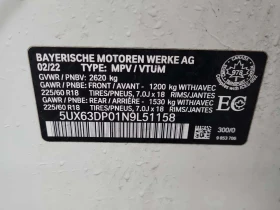 BAYERISCHE MOTOREN WERKE AG
02/22 TYPE: MPV / VTUM
GVWR / PNBV: 2620 kg
GAWR / PNBE: FRONT / AVANT - 1200 kg WITH/AVEC
225/60 R18 TIRES/PNEUS, 7.0J x 18 RIMS/JANTES
GAWR / PNBE: REAR / ARRIÈRE - 1530 kg WITH/AVEC
225/60 R18 TIRES/PNEUS, 7.0J x 18 RIMS/JANTES
5UX63DP01N9L51158
978
EC
300/0